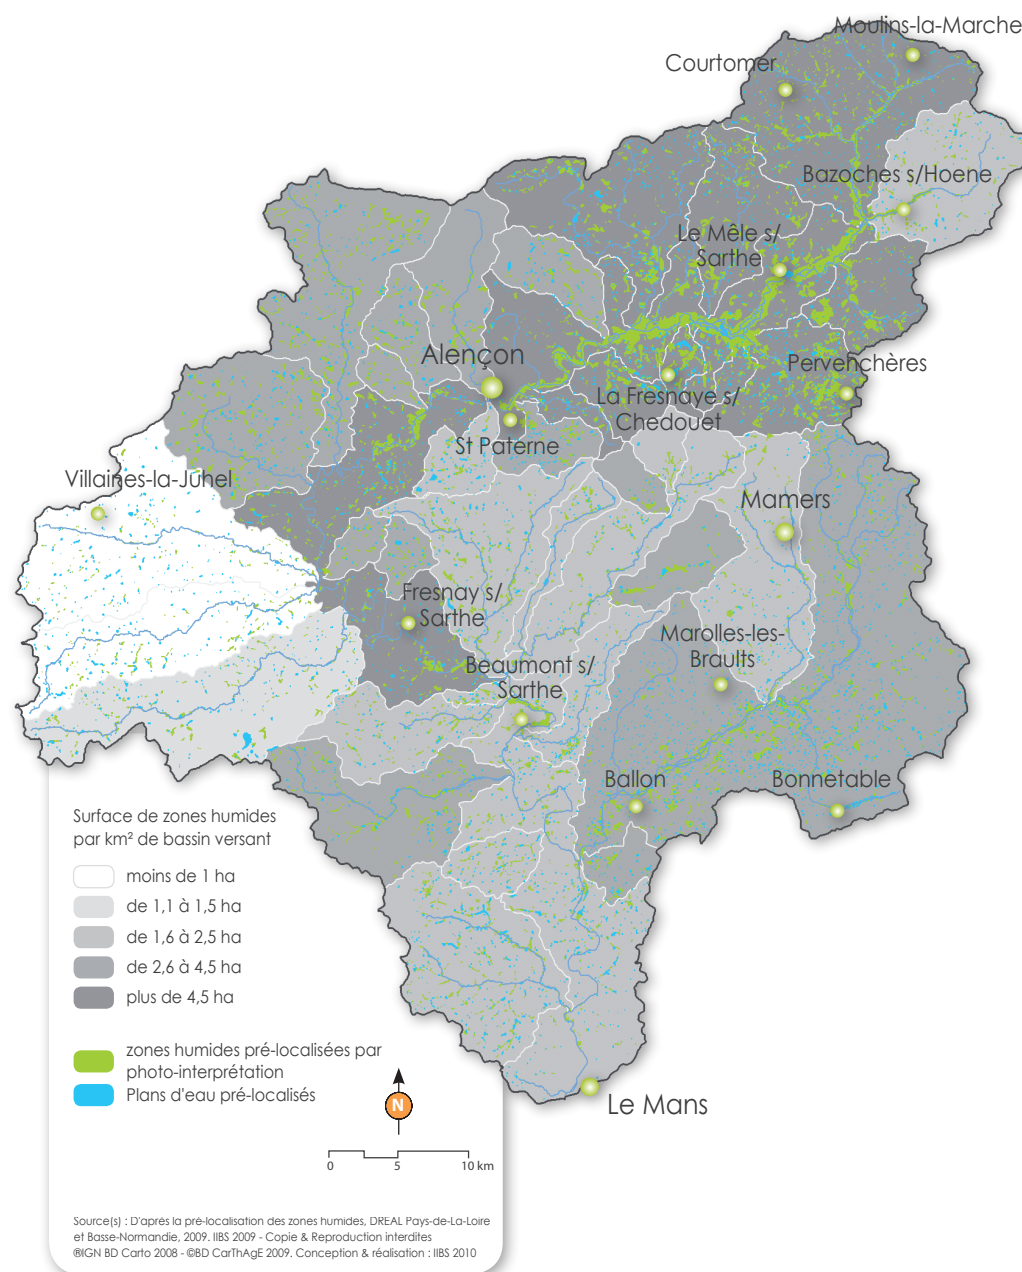 Moulins-la-Marche
Courtomer
Bazoches s/Hoene
Le Mêle s/
Sarthe
Alençon
Pervenchères
La Fresnaye s/
Chedouet
St Paterne
Villaines-la-Juhel
Mamers
Fresnay s/
Sarthe
Marolles-les-
Braults
Beaumont s/
Sarthe
Ballon
Bonnetable
Le Mans
Surface de zones humides
par km² de bassin versant
moins de 1 ha
de 1,1 à 1,5 ha
de 1,6 à 2,5 ha
de 2,6 à 4,5 ha
plus de 4,5 ha
zones humides pré-localisées par
photo-interprétation
Plans d'eau pré-localisés
N
0 5 10 km
Source(s) : D'après la pré-localisation des zones humides, DREAL Pays-de-La-Loire
et Basse-Normandie, 2009. IIBS 2009 - Copie & Reproduction interdites
®IGN BD Carto 2008 - ©BD CarThAgE 2009. Conception & réalisation : IIBS 2010